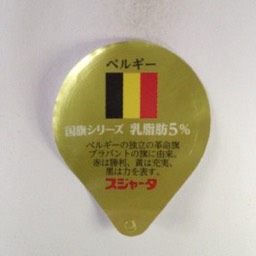 ベルギー
国旗シリーズ 乳脂肪5%
ベルギーの独立の革命旗
ブラバントの旗に由来。
赤は勝利、黄は充実、
黒は力を表す。
スジャータ